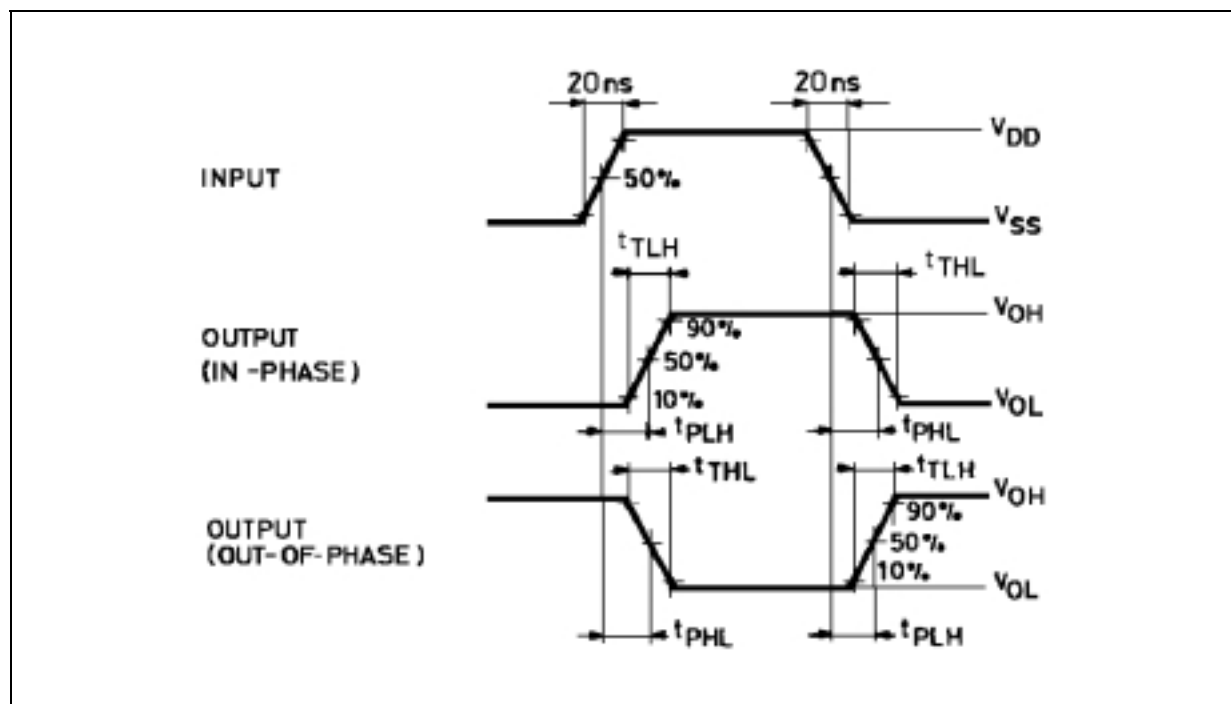 20ns 20ns
VDD
INPUT
50%
VSS
tTLH
tTHL
VOH
90%
OUTPUT
(IN-PHASE)
50%
10%
VOL
tPLH tPHL
tTHL tTLH
VOH
90%
OUTPUT
(OUT-OF-PHASE)
50%
10%
VOL
tPHL tPLH